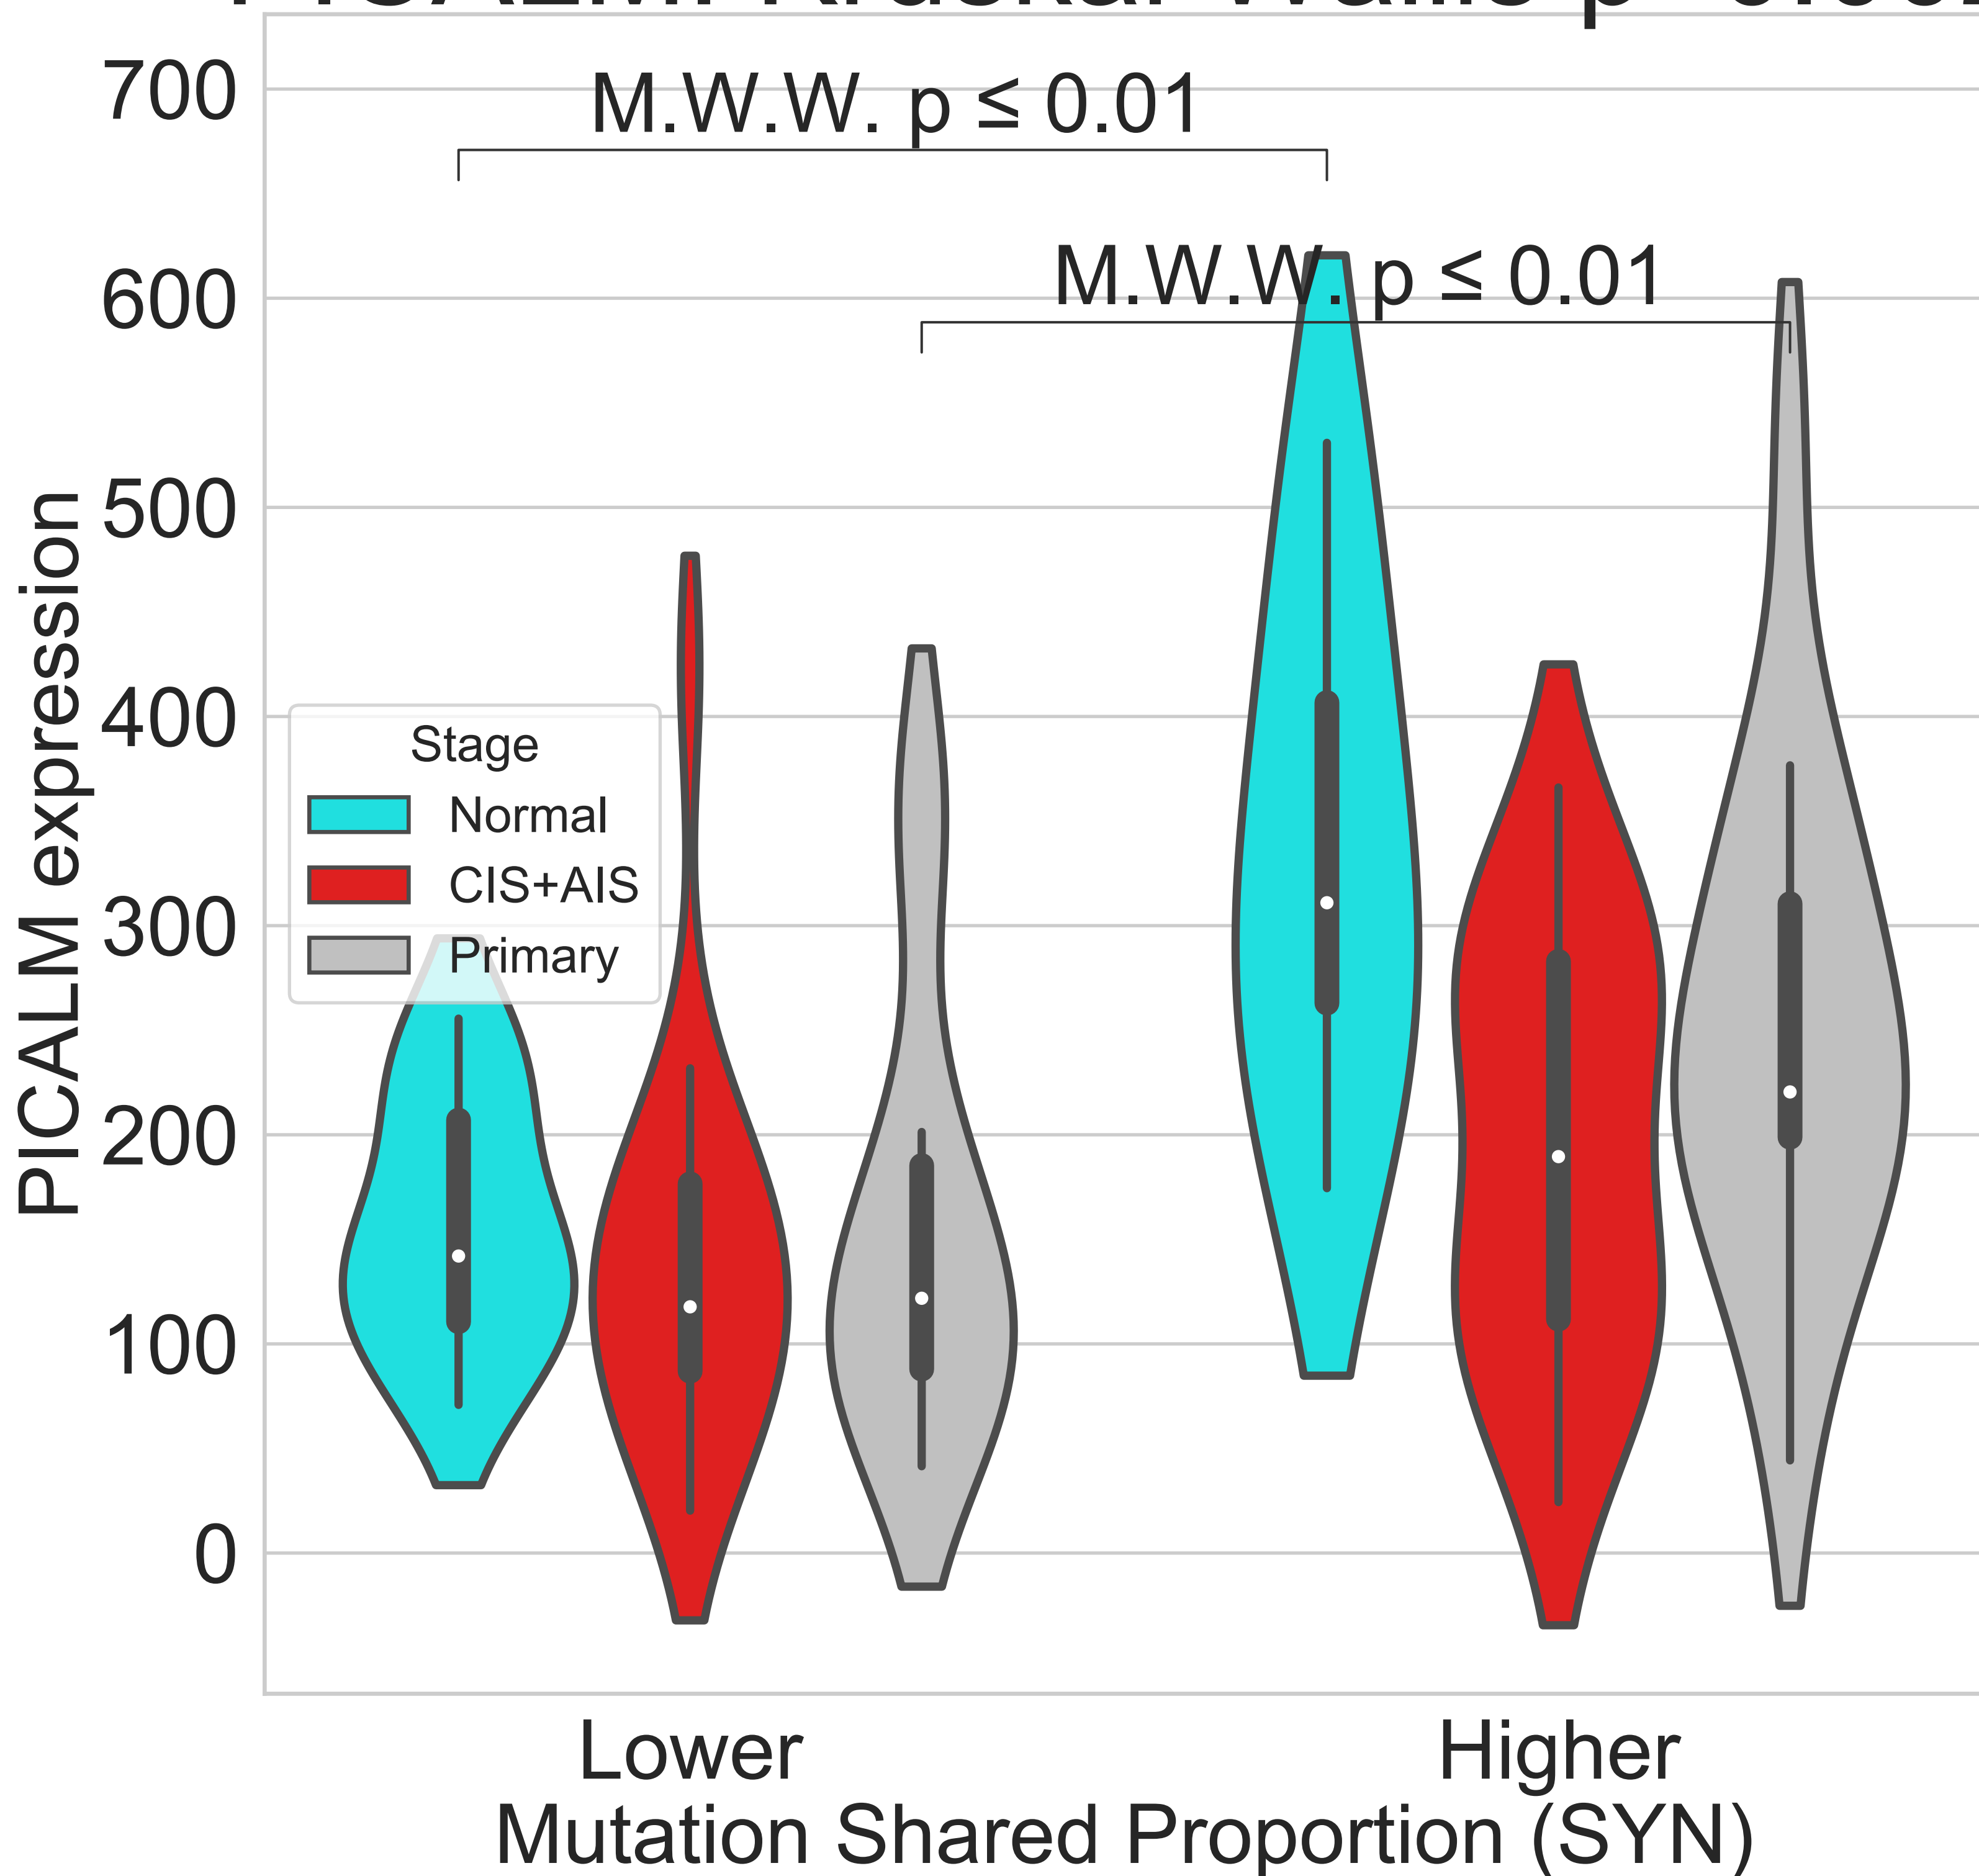 M.W.W. p ≤ 0.01
M.W.W. p ≤ 0.01
700
600
500
400
300
200
100
0
PICALM expression
Stage
Normal
CIS+AIS
Primary
Lower
Higher
Mutation Shared Proportion (SYN)